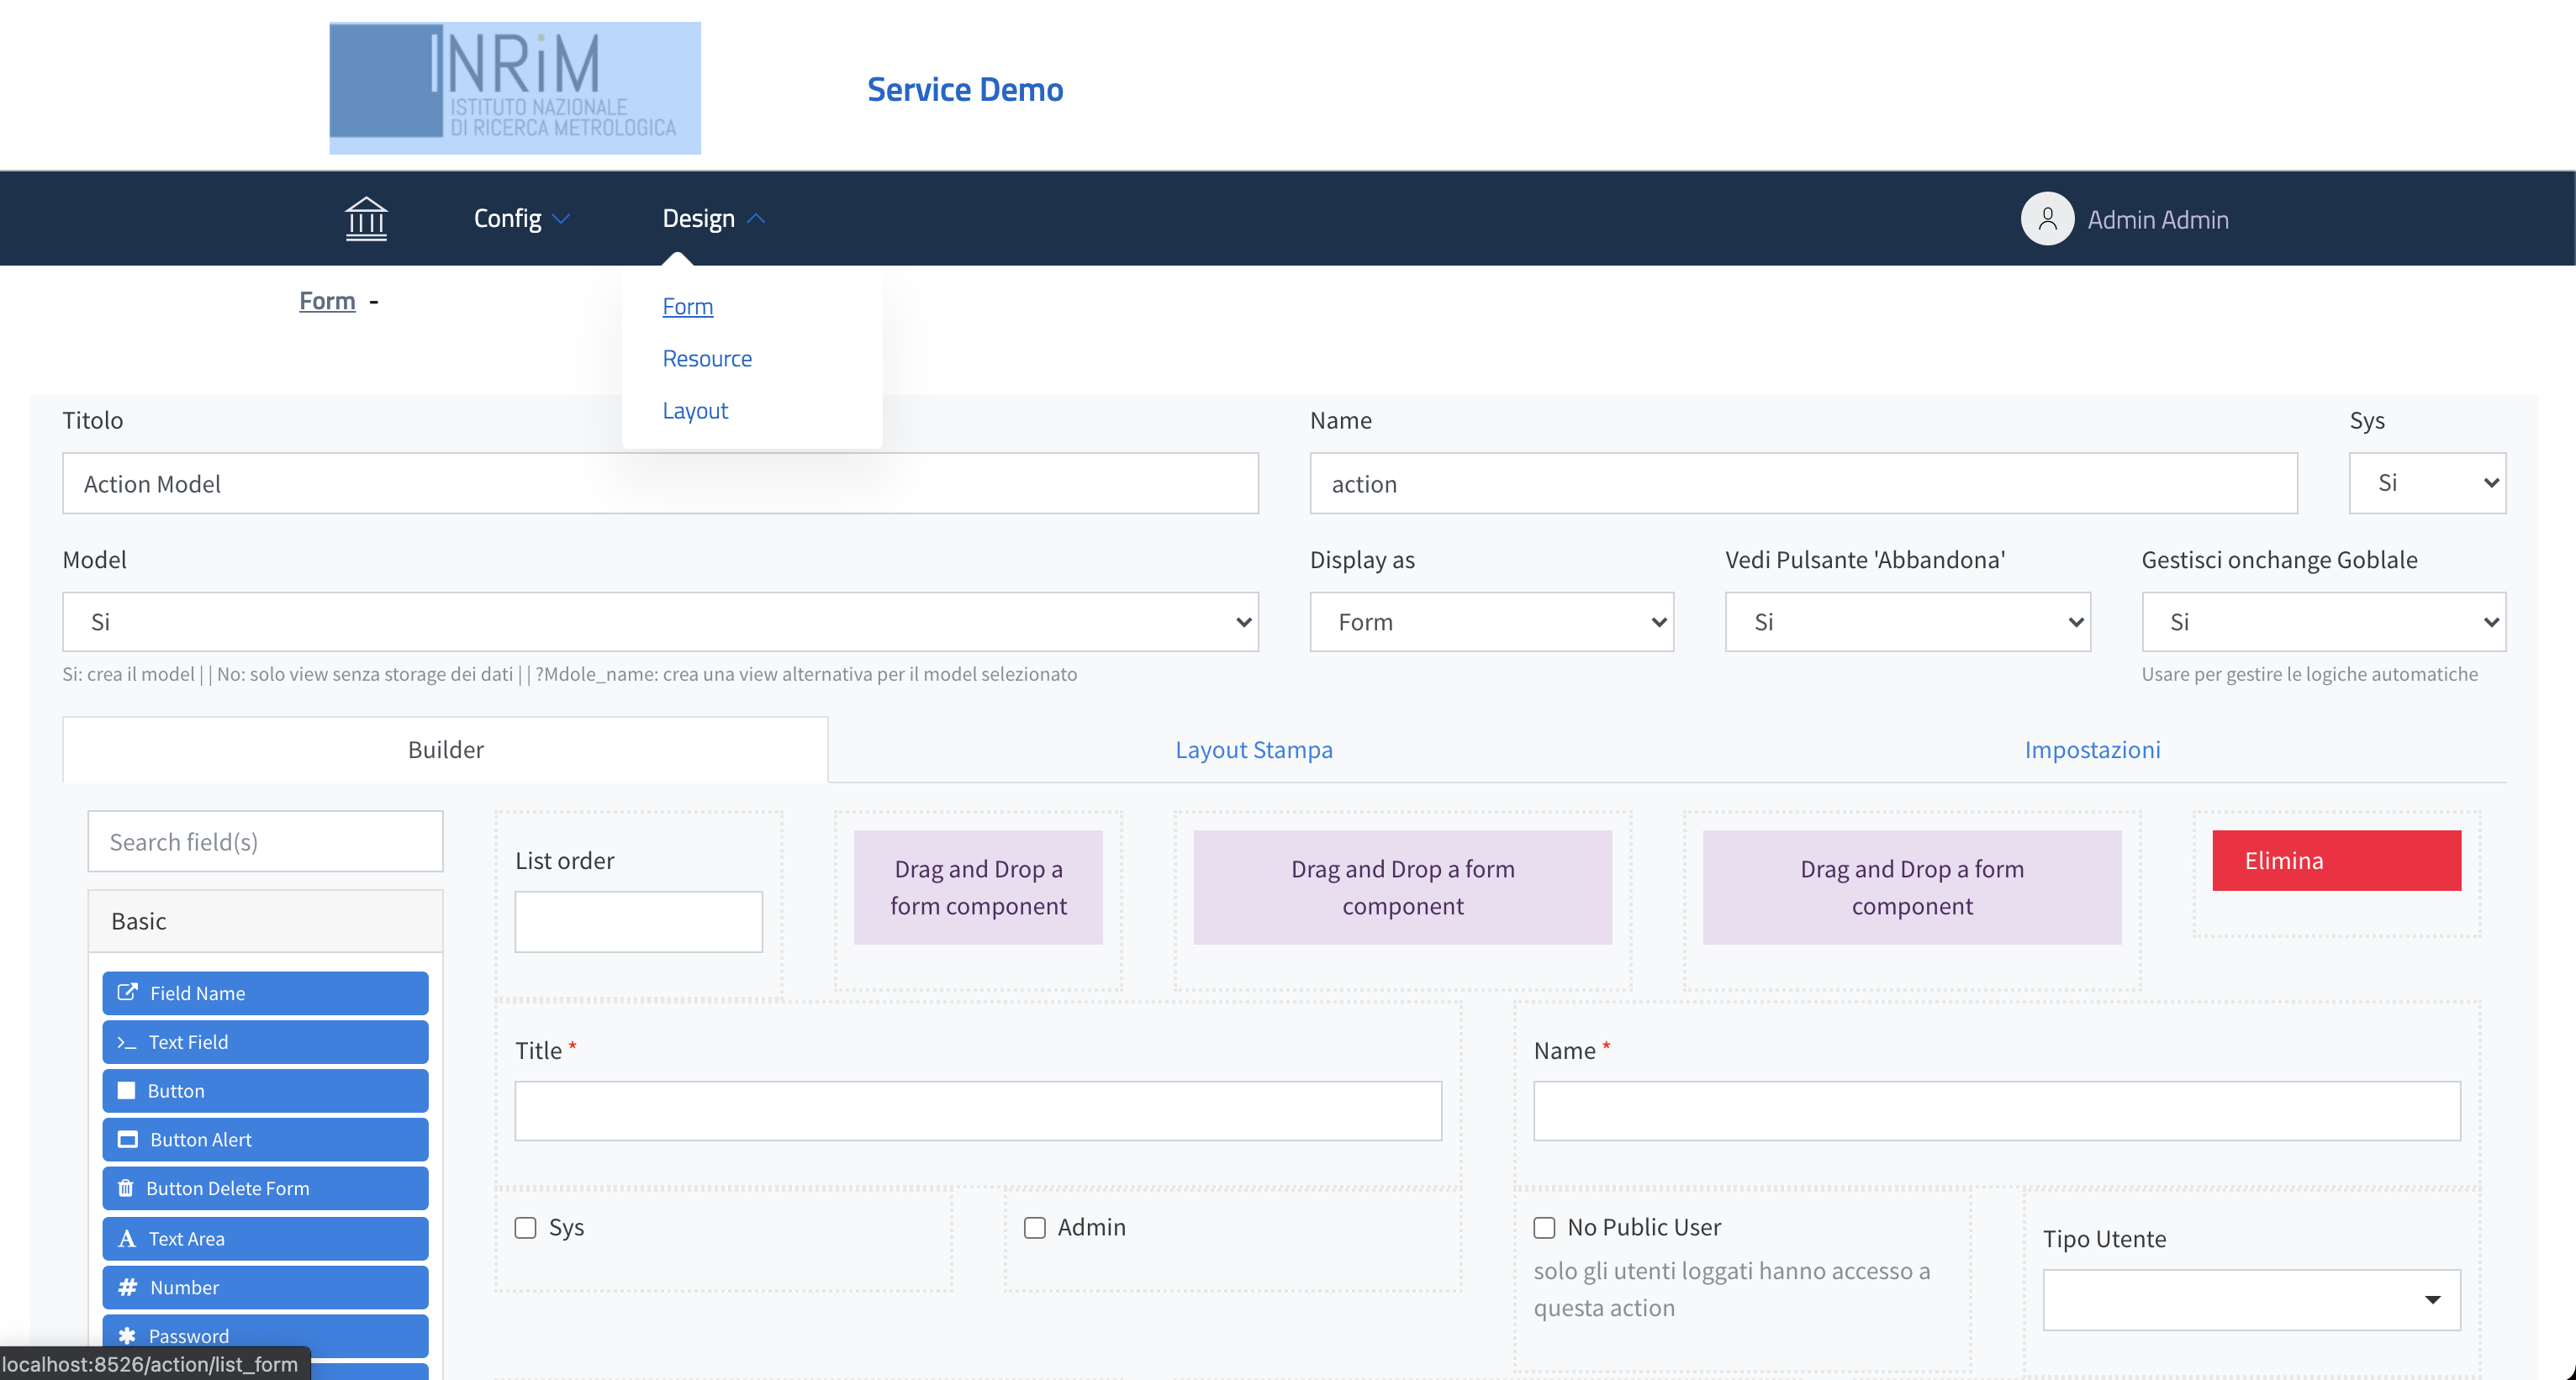 INRiM
ISTITUTO NAZIONALE
DI RICERCA METROLOGICA
Service Demo
Config
Design
Admin Admin
Form -
Form
Resource
Layout
Titolo
Name
Sys
Action Model
action
Si
Model
Display as
Vedi Pulsante 'Abbandona'
Gestisci onchange Goblale
Si
Form
Si
Si
Si: crea il model || No: solo view senza storage dei dati || ?Mdole_name: crea una view alternativa per il model selezionato
Usare per gestire le logiche automatiche
Builder
Layout Stampa
Impostazioni
Search field(s)
Basic
Field Name
Text Field
Button
Button Alert
Button Delete Form
Text Area
Number
Password
List order
Drag and Drop a
form component
Drag and Drop a form
component
Drag and Drop a form
component
Elimina
Title *
Name *
Sys
Admin
No Public User
solo gli utenti loggati hanno accesso a
questa action
Tipo Utente
localhost:8526/action/list_form